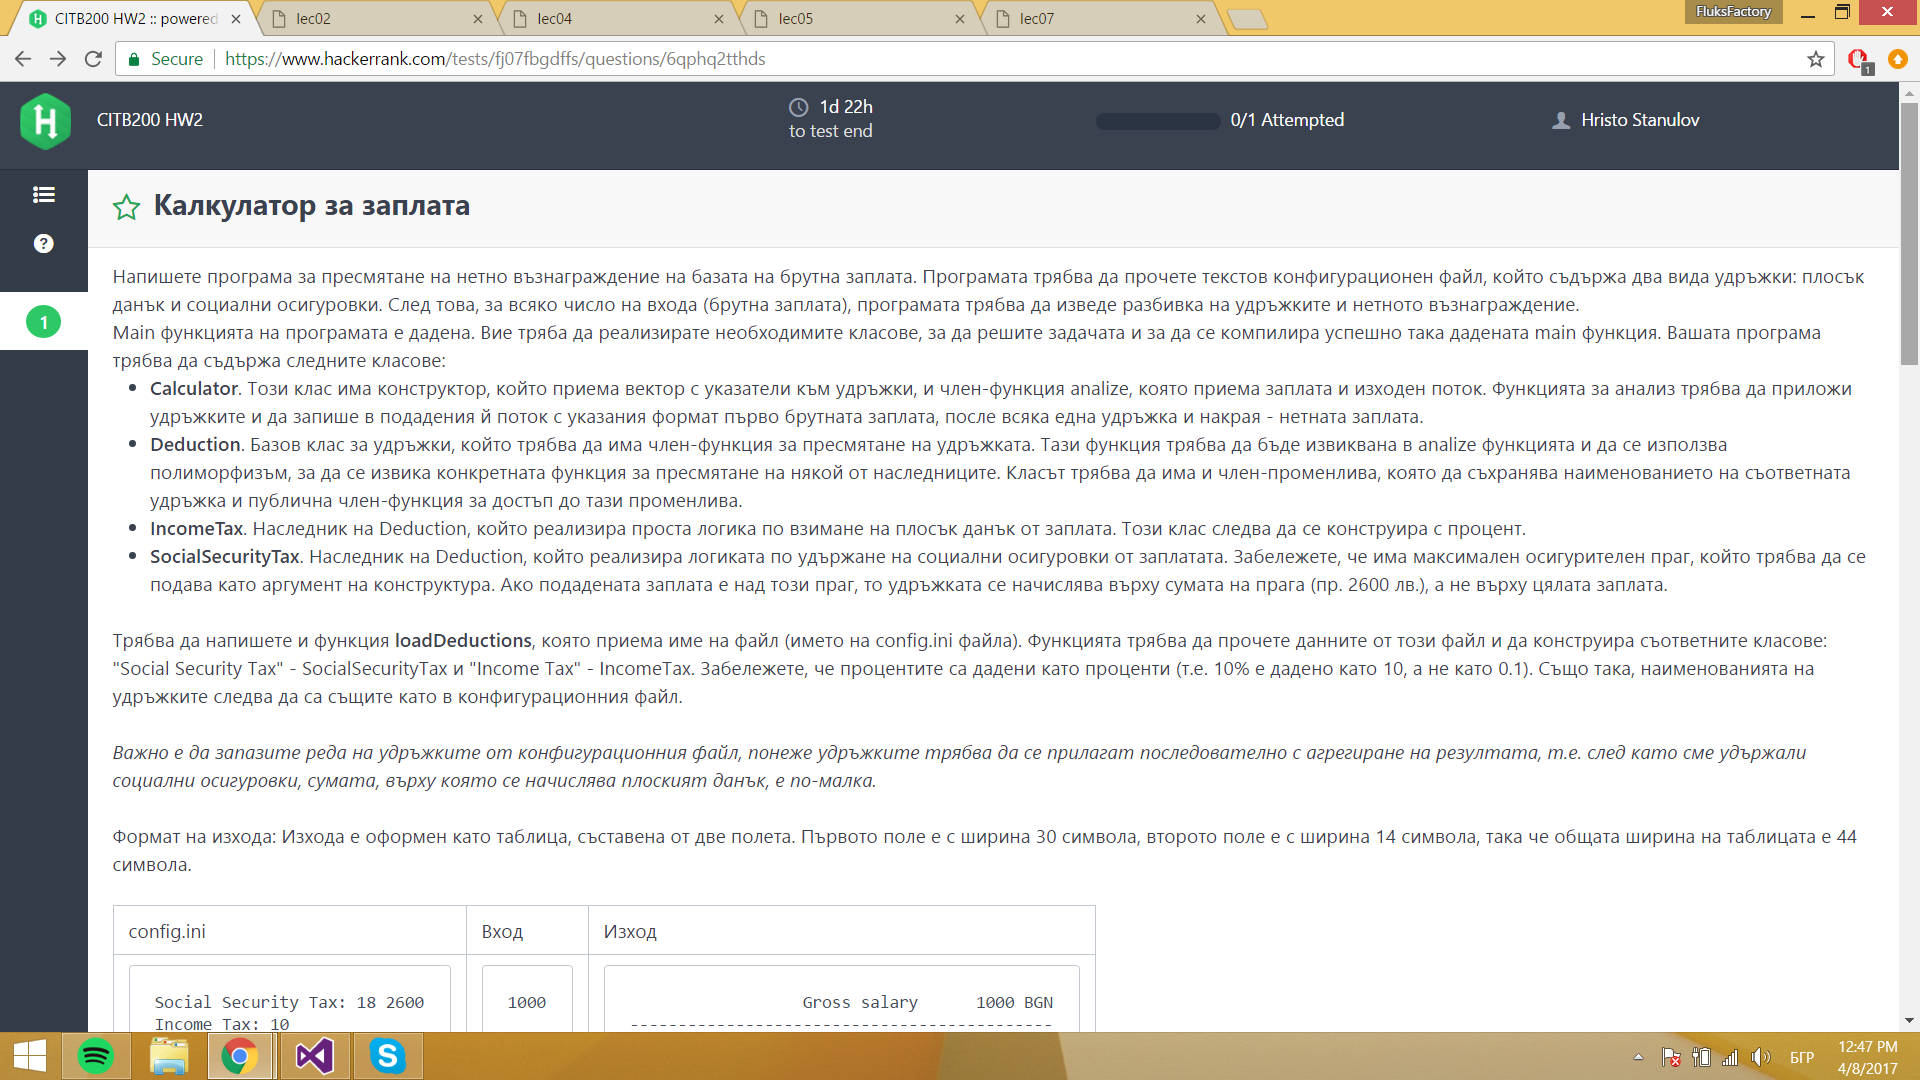 CITB200 HW2 :: powered
lec02
lec04
lec05
lec07
FluksFactory
Secure
https://www.hackerrank.com/tests/fj07fbgdffs/questions/6qphq2tthds
1
H
CITB200 HW2
1d 22h
to test end
0/1 Attempted
Hristo Stanulov
?
1
Калкулатор за заплата
Напишете програма за пресмятане на нетно възнаграждение на базата на брутна заплата. Програмата трябва да прочете текстов конфигурационен файл, който съдържа два вида удръжки: плосък
данък и социални осигуровки. След това, за всяко число на входа (брутна заплата), програмата трябва да изведе разбивка на удръжките и нетното възнаграждение.
Main функцията на програмата е дадена. Вие тряба да реализирате необходимите класове, за да решите задачата и за да се компилира успешно така дадената main функция. Вашата програма
трябва да съдържа следните класове:
• Calculator. Този клас има конструктор, който приема вектор с указатели към удръжки, и член-функция analize, която приема заплата и изходен поток. Функцията за анализ трябва да приложи
удръжките и да запише в подадения й поток с указания формат първо брутната заплата, после всяка една удръжка и накрая - нетната заплата.
• Deduction. Базов клас за удръжки, който трябва да има член-функция за пресмятане на удръжката. Тази функция трябва да бъде извиквана в analize функцията и да се използва
полиморфизъм, за да се извика конкретната функция за пресмятане на някой от наследниците. Класът трябва да има и член-променлива, която да съхранява наименованието на съответната
удръжка и публична член-функция за достъп до тази променлива.
• IncomeTax. Наследник на Deduction, който реализира проста логика по взимане на плосък данък от заплата. Този клас следва да се конструира с процент.
• SocialSecurityTax. Наследник на Deduction, който реализира логиката по удържане на социални осигуровки от заплатата. Забележете, че има максимален осигурителен праг, който трябва да се
подава като аргумент на конструктура. Ако подадената заплата е над този праг, то удръжката се начислява върху сумата на прага (пр. 2600 лв.), а не върху цялата заплата.
Трябва да напишете и функция loadDeductions, която приема име на файл (името на config.ini файла). Функцията трябва да прочете данните от този файл и да конструира съответните класове:
"Social Security Tax" - SocialSecurityTax и "Income Tax" - IncomeTax. Забележете, че процентите са дадени като проценти (т.е. 10% е дадено като 10, а не като 0.1). Също така, наименованията на
удръжките следва да са същите като в конфигурационния файл.
Важно е да запазите реда на удръжките от конфигурационния файл, понеже удръжките трябва да се прилагат последователно с агрегиране на резултата, т.е. след като сме удържали
социални осигуровки, сумата, върху която се начислява плоският данък, е по-малка.
Формат на изхода: Изхода е оформен като таблица, съставена от две полета. Първото поле е с ширина 30 символа, второто поле е с ширина 14 символа, така че общата ширина на таблицата е 44
символа.
config.ini
Вход
Изход
Social Security Tax: 18 2600
1000
Gross salary 1000 BGN
Income Tax: 10
--------------------------------------------
БГР
12:47 PM
4/8/2017